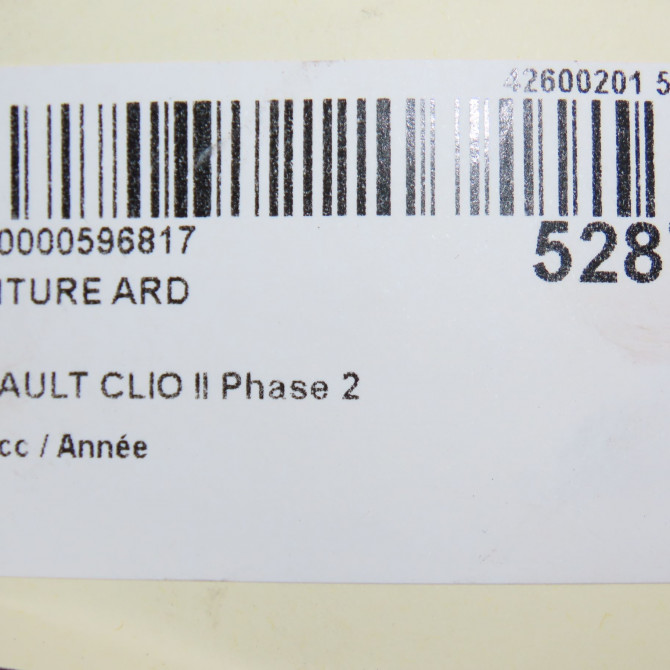 42600201 5
0000596817
528
ITURE ARD
AULT CLIO II Phase 2
cc / Année